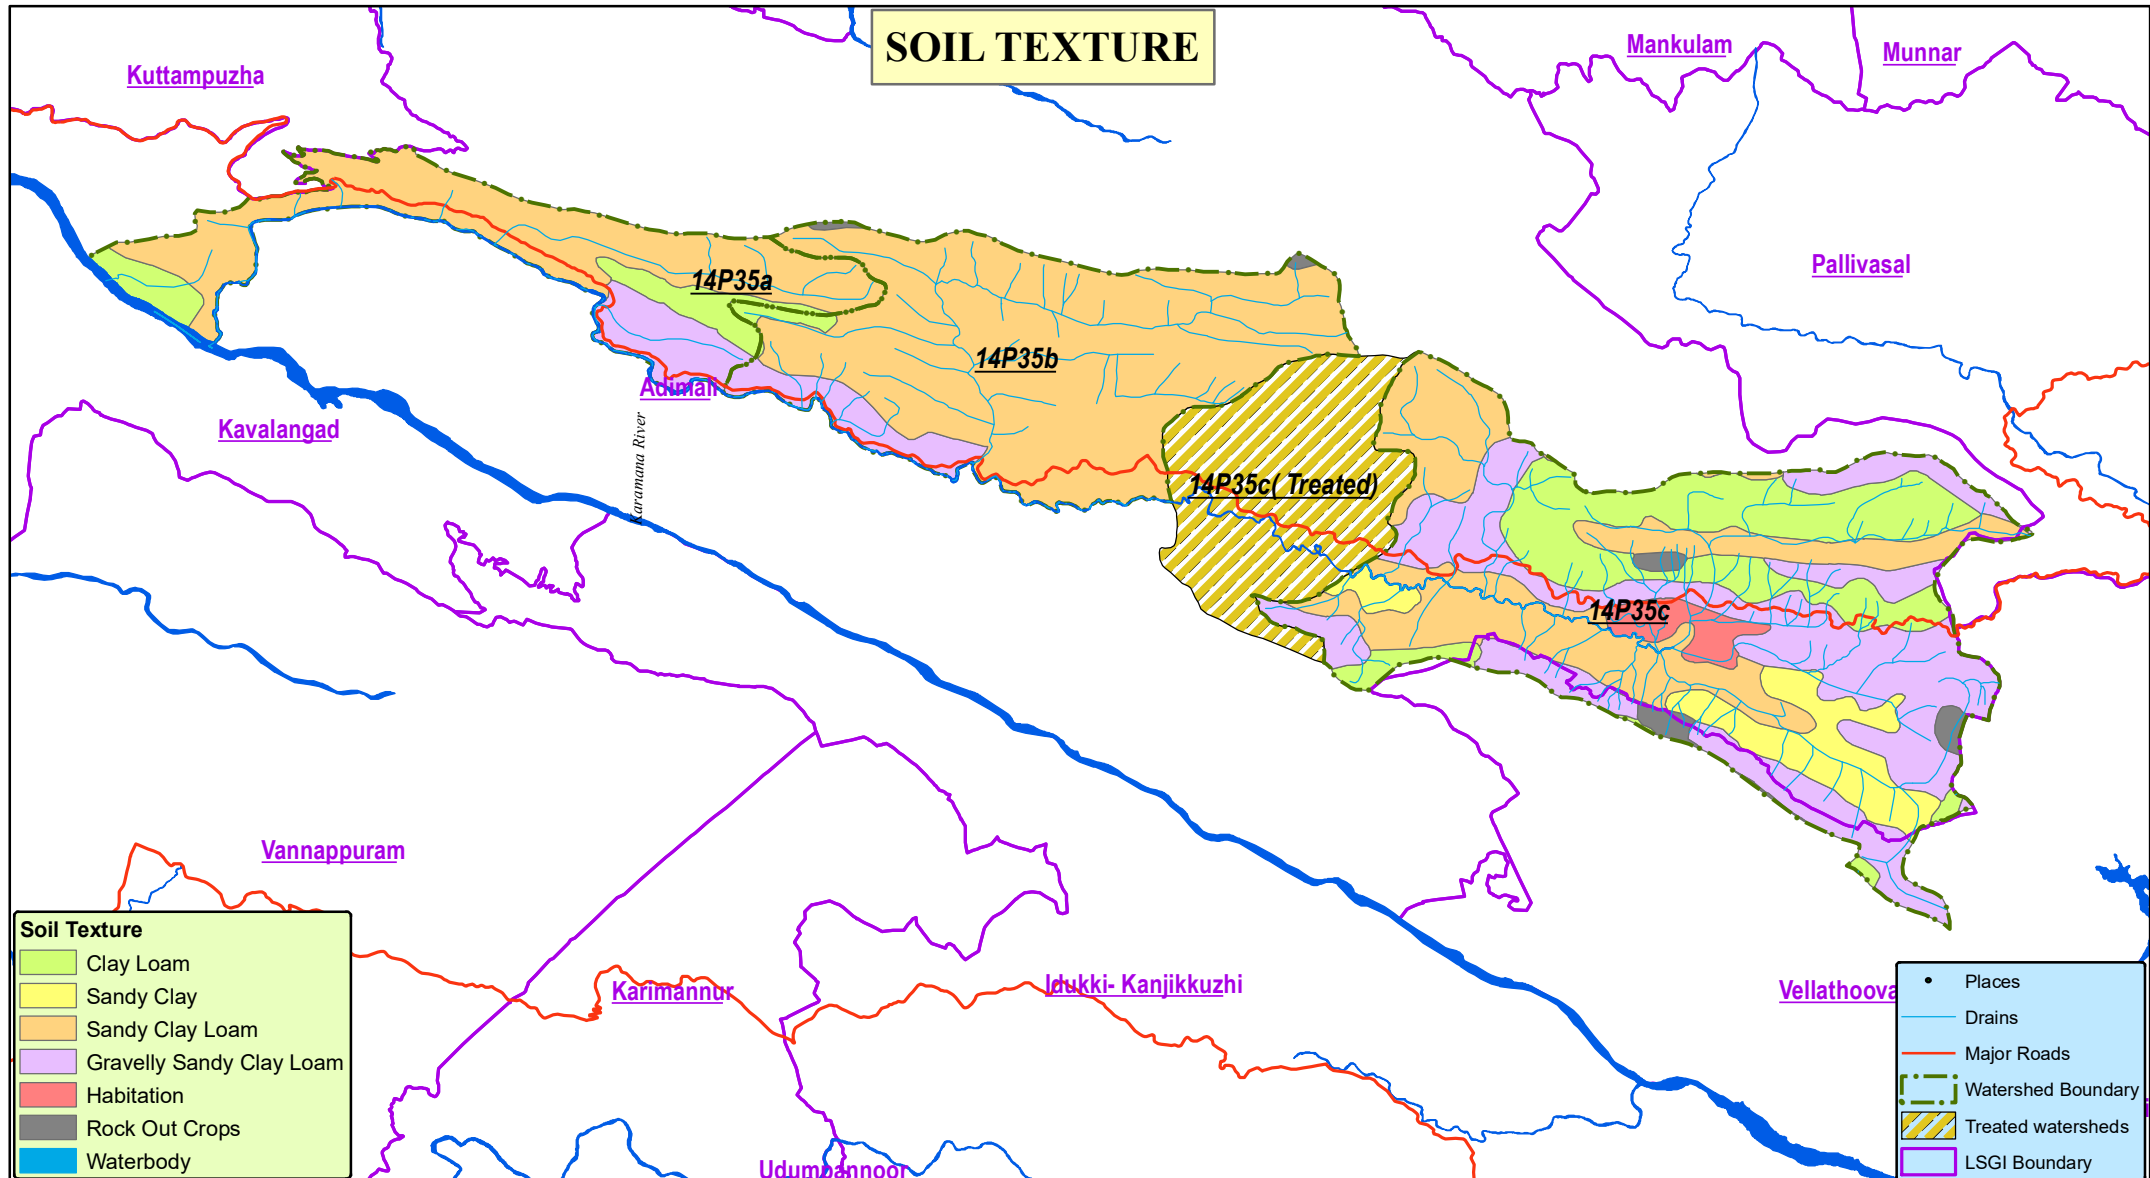 SOIL TEXTURE
Kuttampuzha
Mankulam
Munnar
Pallivasal
14P35a
14P35b
Adimali
Kavalangad
Karamana River
14P35c( Treated)
14P35c
Vannappuram
Karimannur
Idukki- Kanjikkuzhi
Vellathoova
Udumpannoor
Soil Texture
Clay Loam
Sandy Clay
Sandy Clay Loam
Gravelly Sandy Clay Loam
Habitation
Rock Out Crops
Waterbody
Places
Drains
Major Roads
Watershed Boundary
Treated watersheds
LSGI Boundary